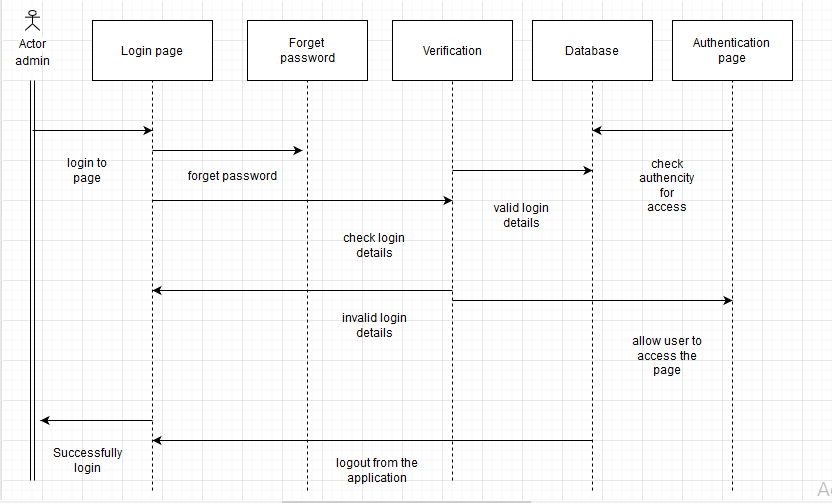 Actor
admin
Login page
Forget
password
Verification
Database
Authentication
page
login to
page
forget password
check
authencity
for
access
valid login
details
check login
details
invalid login
details
allow user to
access the
page
Successfully
login
logout from the
application